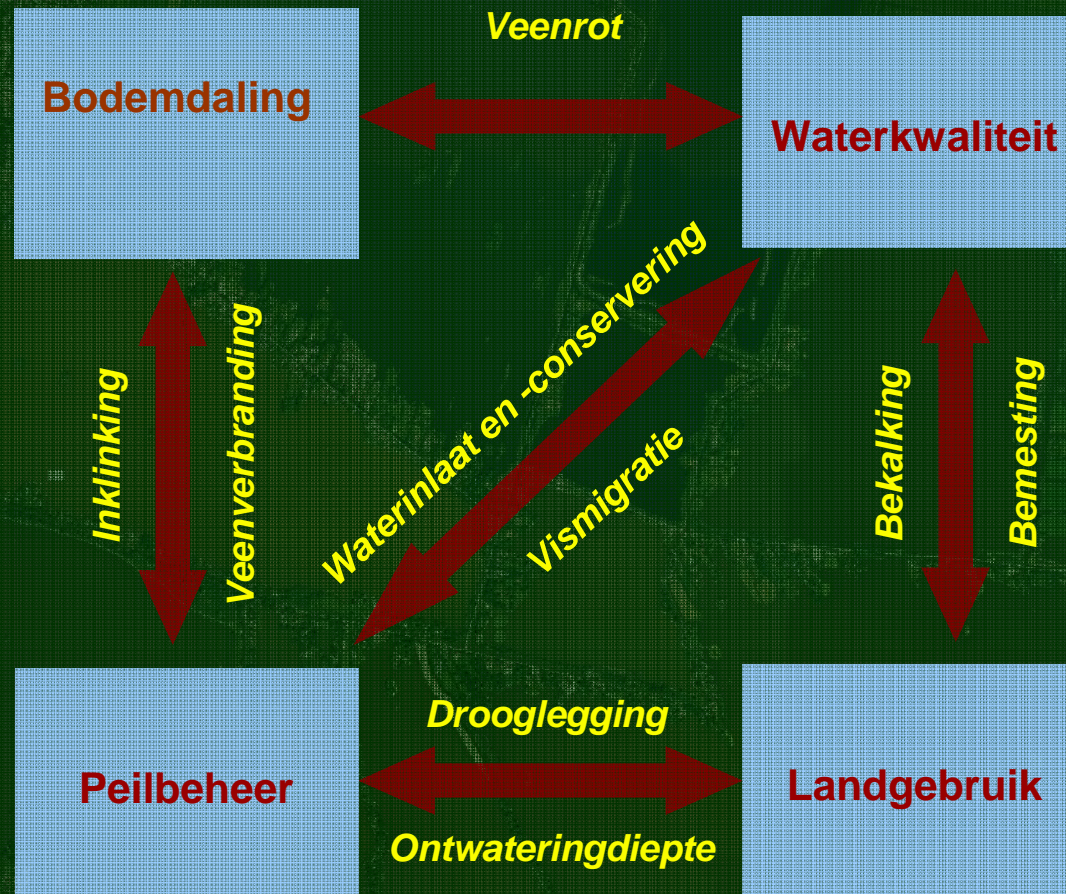 Veenrot
Bodemdaling
Waterkwaliteit
Inklinking
Veenverbranding
Waterinlaat en -conservering
Vismigratie
Bekalking
Bemesting
Drooglegging
Peilbeheer
Landgebruik
Ontwateringdiepte